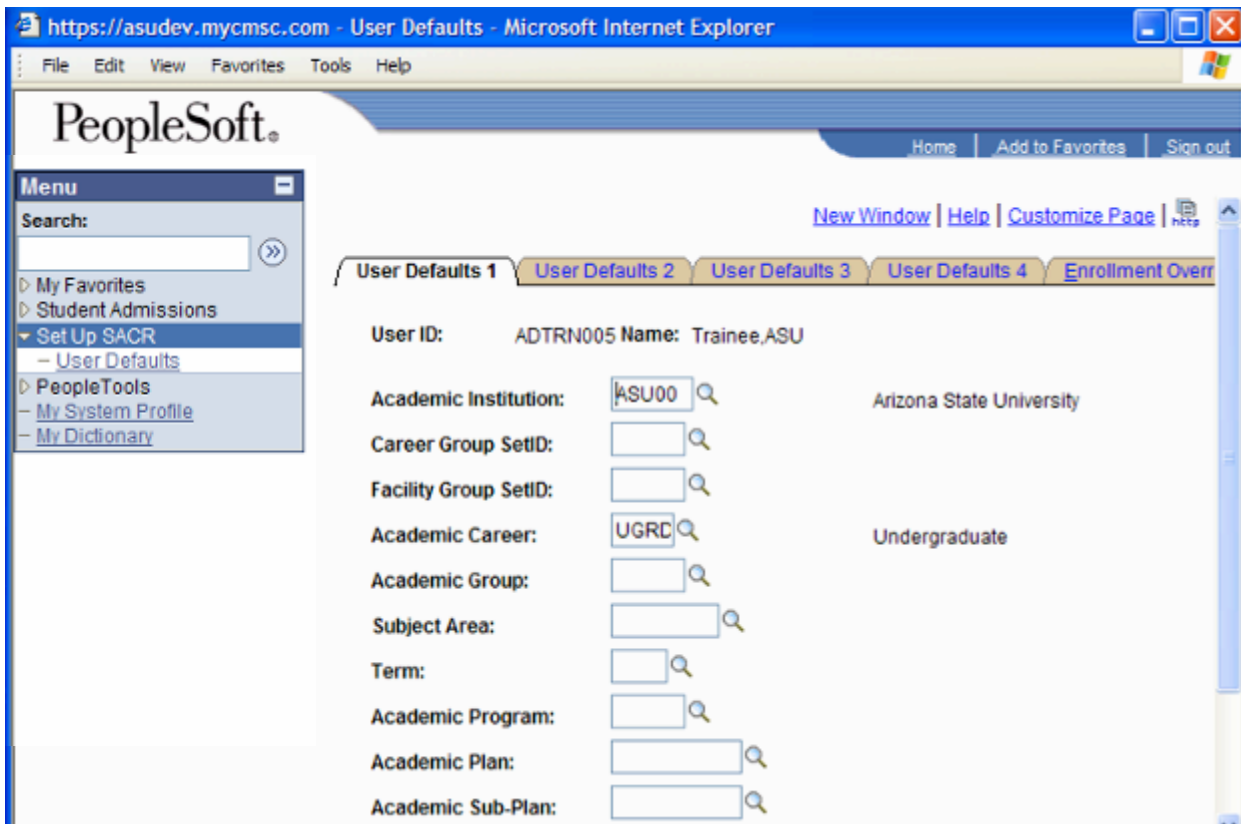 https://asudev.mycmsc.com - User Defaults - Microsoft Internet Explorer
File Edit View Favorites Tools Help
PeopleSoft®
Home | Add to Favorites | Sign out
Menu
Search:
My Favorites
Student Admissions
Set Up SACR
– User Defaults
PeopleTools
– My System Profile
– My Dictionary
New Window | Help | Customize Page | http
User Defaults 1 User Defaults 2 User Defaults 3 User Defaults 4 Enrollment Overr
User ID: ADTRN005 Name: Trainee,ASU
Academic Institution: ASU00 Arizona State University
Career Group SetID:
Facility Group SetID:
Academic Career: UGRD Undergraduate
Academic Group:
Subject Area:
Term:
Academic Program:
Academic Plan:
Academic Sub-Plan: